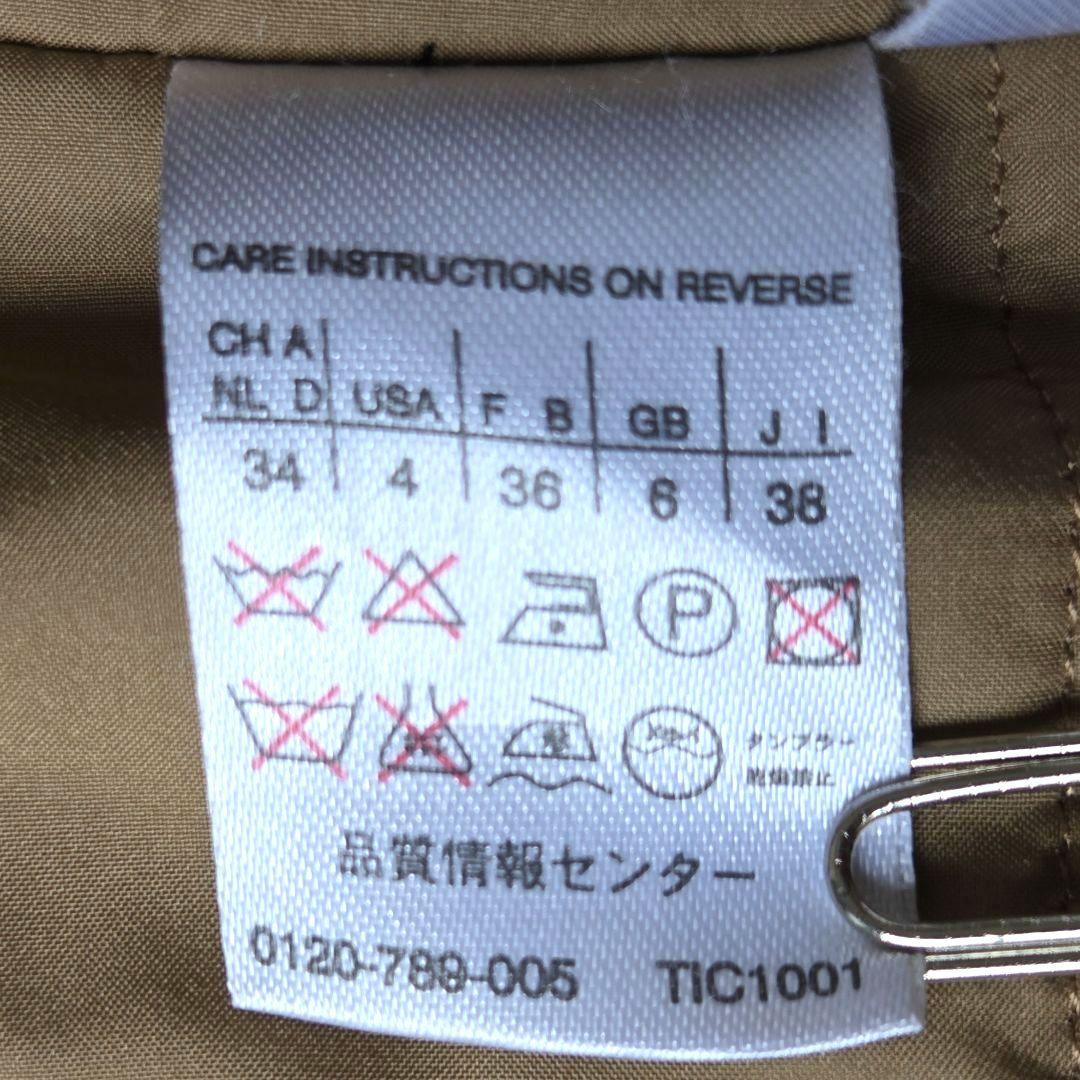 CARE INSTRUCTIONS ON REVERSE
CH A
NL D USA F B GB J I
34 4 36 6 38
P
タンブラー
乾燥禁止
品質情報センター
0120-789-005 TIC1001